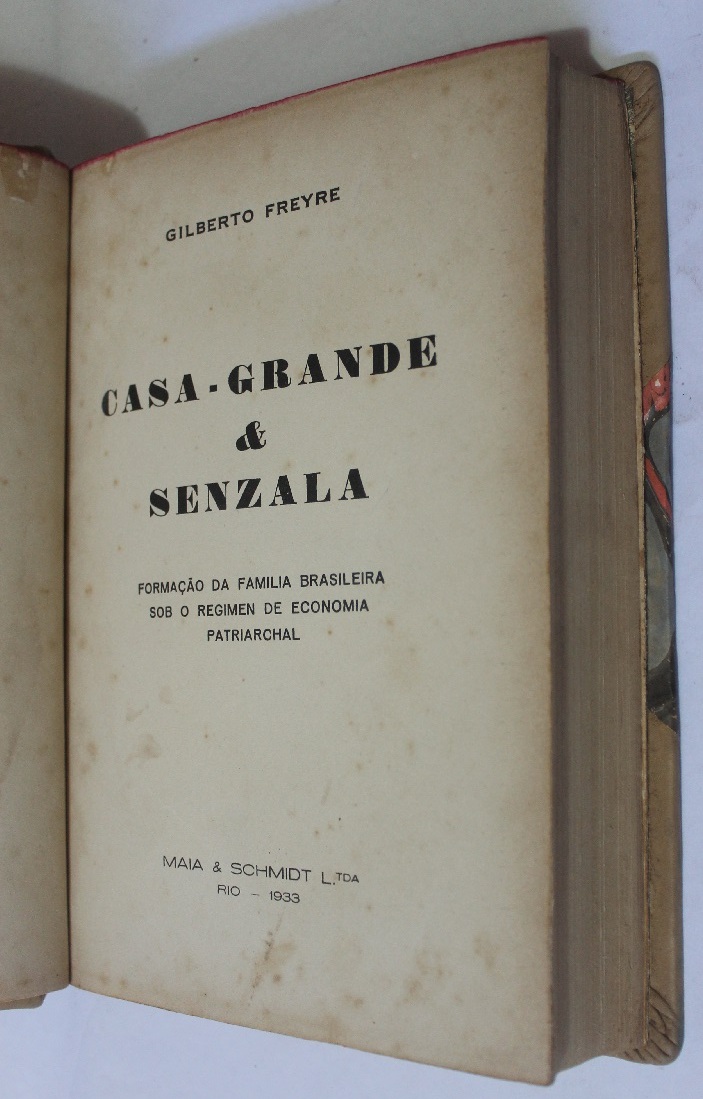 GILBERTO FREYRE
CASA-GRANDE
&
SENZALA
FORMAÇÃO DA FAMILIA BRASILEIRA
SOB O REGIMEN DE ECONOMIA
PATRIARCHAL
MAIA & SCHMIDT L.TDA
RIO – 1933